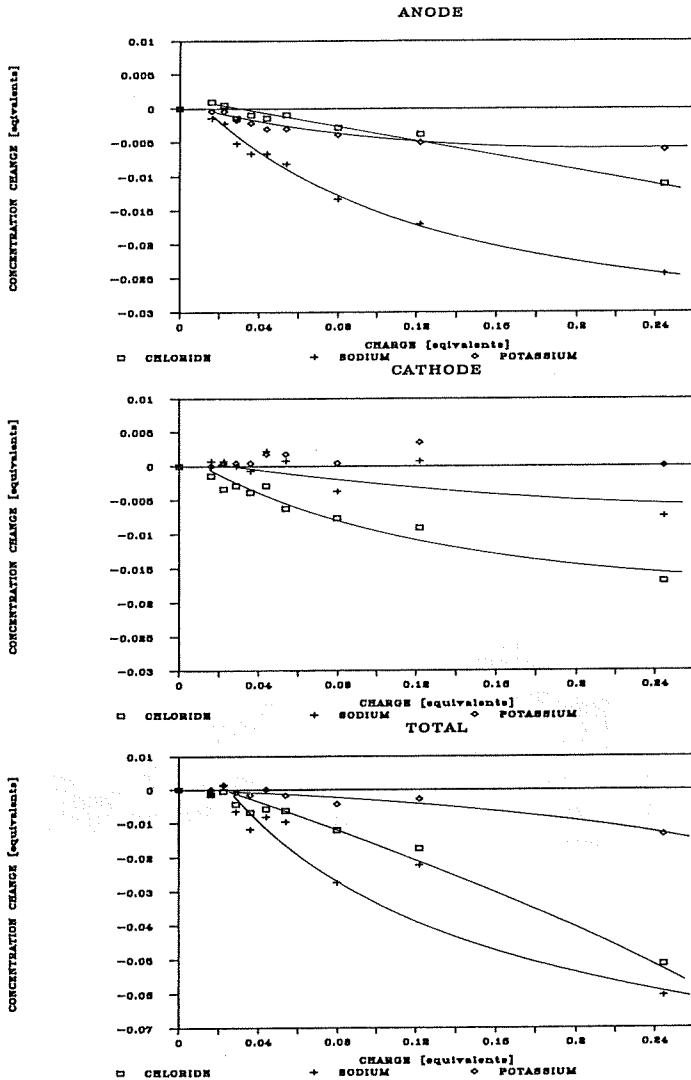 ANODE
CONCENTRATION CHANGE [eqivalents]
0.01
0.005
0
−0.005
−0.01
−0.015
−0.02
−0.025
−0.03
0 0.04 0.08 0.12 0.16 0.2 0.24
CHARGE [eqivalents]
CHLORIDE SODIUM POTASSIUM
CATHODE
CONCENTRATION CHANGE [equivalents]
0.01
0.005
0
−0.005
−0.01
−0.015
−0.02
−0.025
−0.03
0 0.04 0.08 0.12 0.16 0.2 0.24
CHARGE [equivalents]
CHLORIDE SODIUM POTASSIUM
TOTAL
CONCENTRATION CHANGE [equivalents]
0.01
0
−0.01
−0.02
−0.03
−0.04
−0.05
−0.06
−0.07
0 0.04 0.08 0.12 0.16 0.2 0.24
CHARGE [equivalents]
CHLORIDE SODIUM POTASSIUM